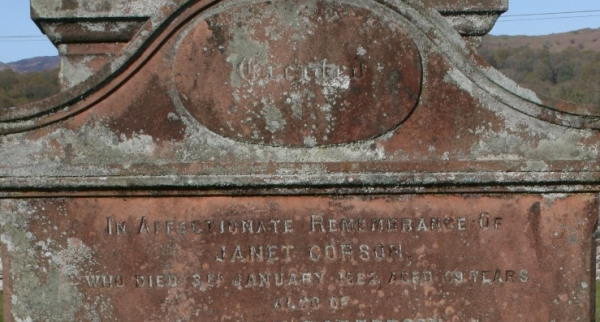 Erected
IN AFFECTIONATE REMEMBRANCE OF
JANET CORSON,
WHO DIED JANUARY AGED YEARS
ALSO OF